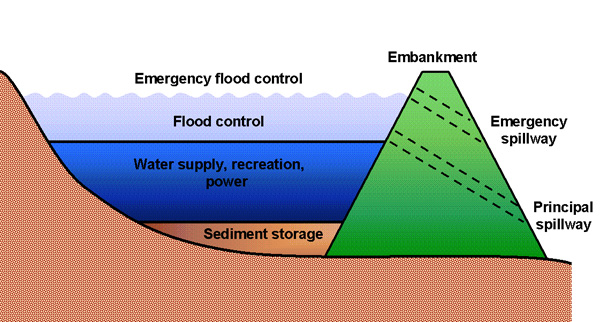 Embankment
Emergency flood control
Flood control
Emergency
spillway
Water supply, recreation,
power
Principal
spillway
Sediment storage